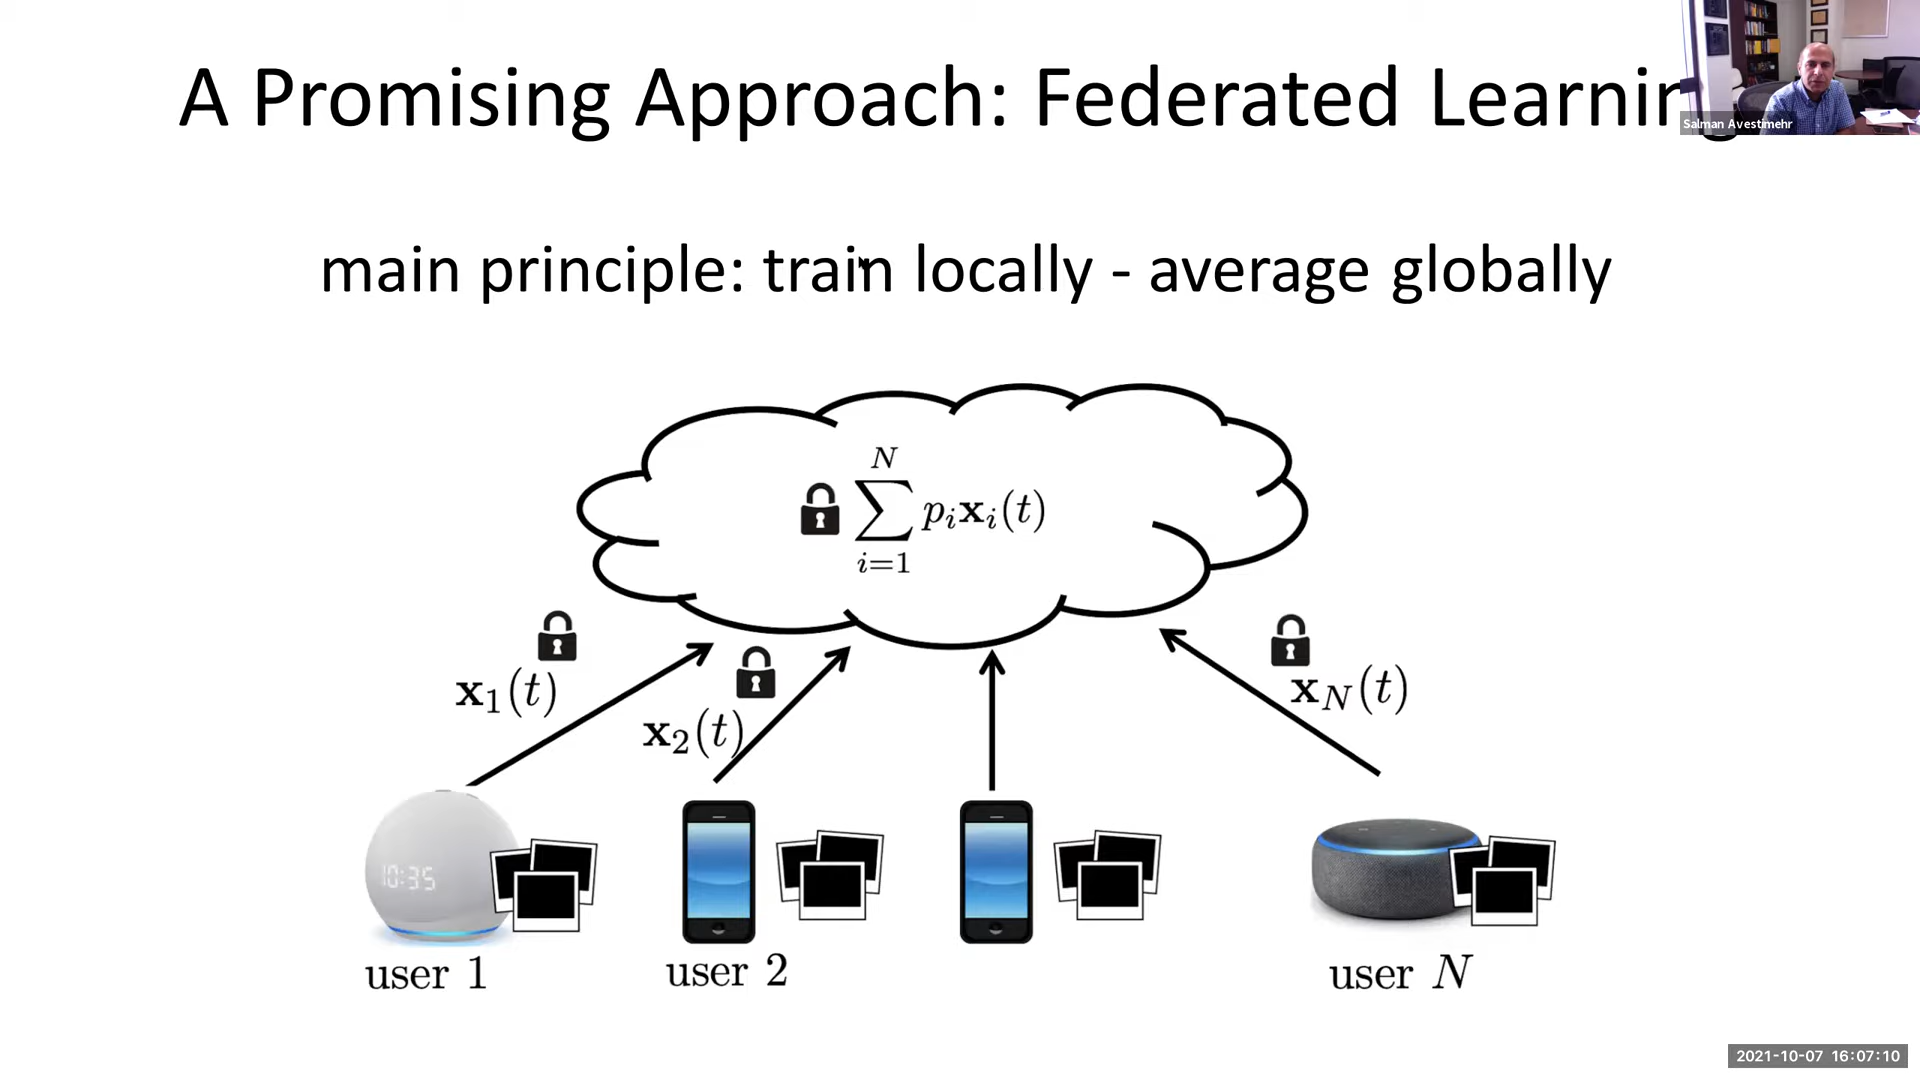 A Promising Approach: Federated Learning
Salman Avestimehr
main principle: train locally - average globally
N
∑ pᵢ𝐱ᵢ(t)
i=1
𝐱₁(t)
𝐱₂(t)
𝐱_N(t)
10:35
user 1
user 2
user N
2021-10-07 16:07:10